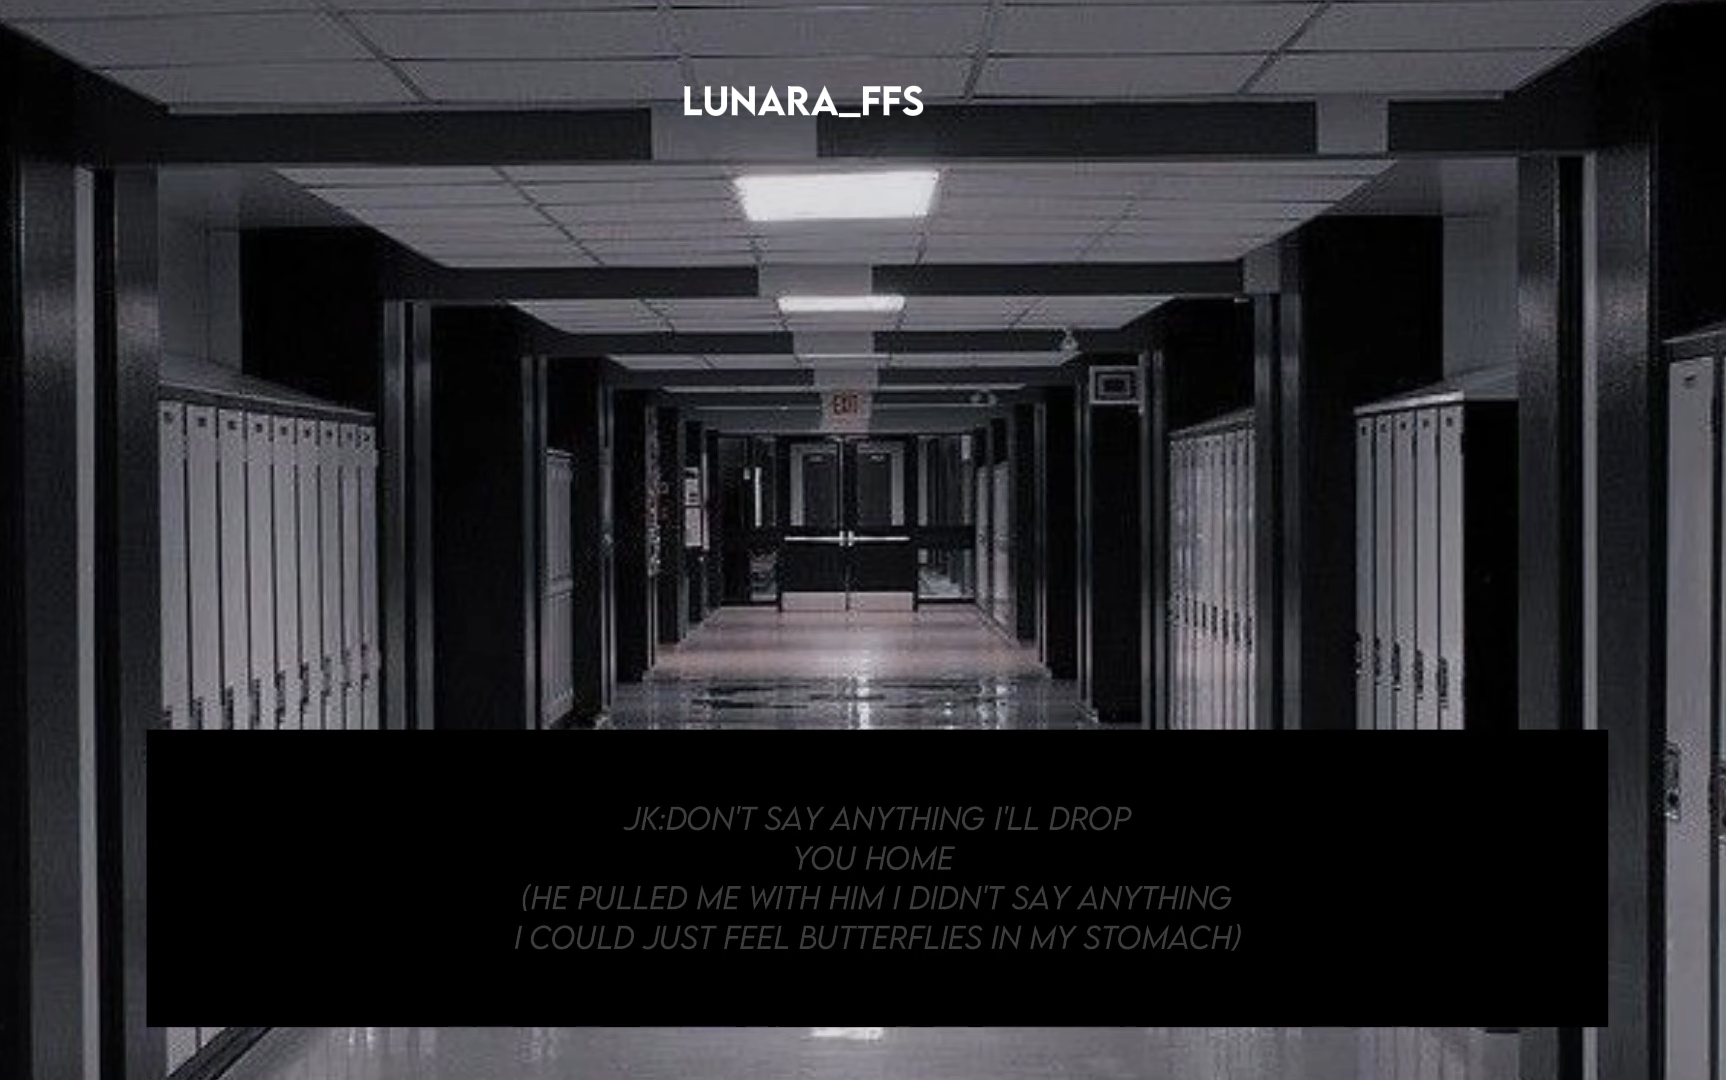 LUNARA_FFS
EXIT
JK:DON'T SAY ANYTHING I'LL DROP
YOU HOME
(HE PULLED ME WITH HIM I DIDN'T SAY ANYTHING
I COULD JUST FEEL BUTTERFLIES IN MY STOMACH)